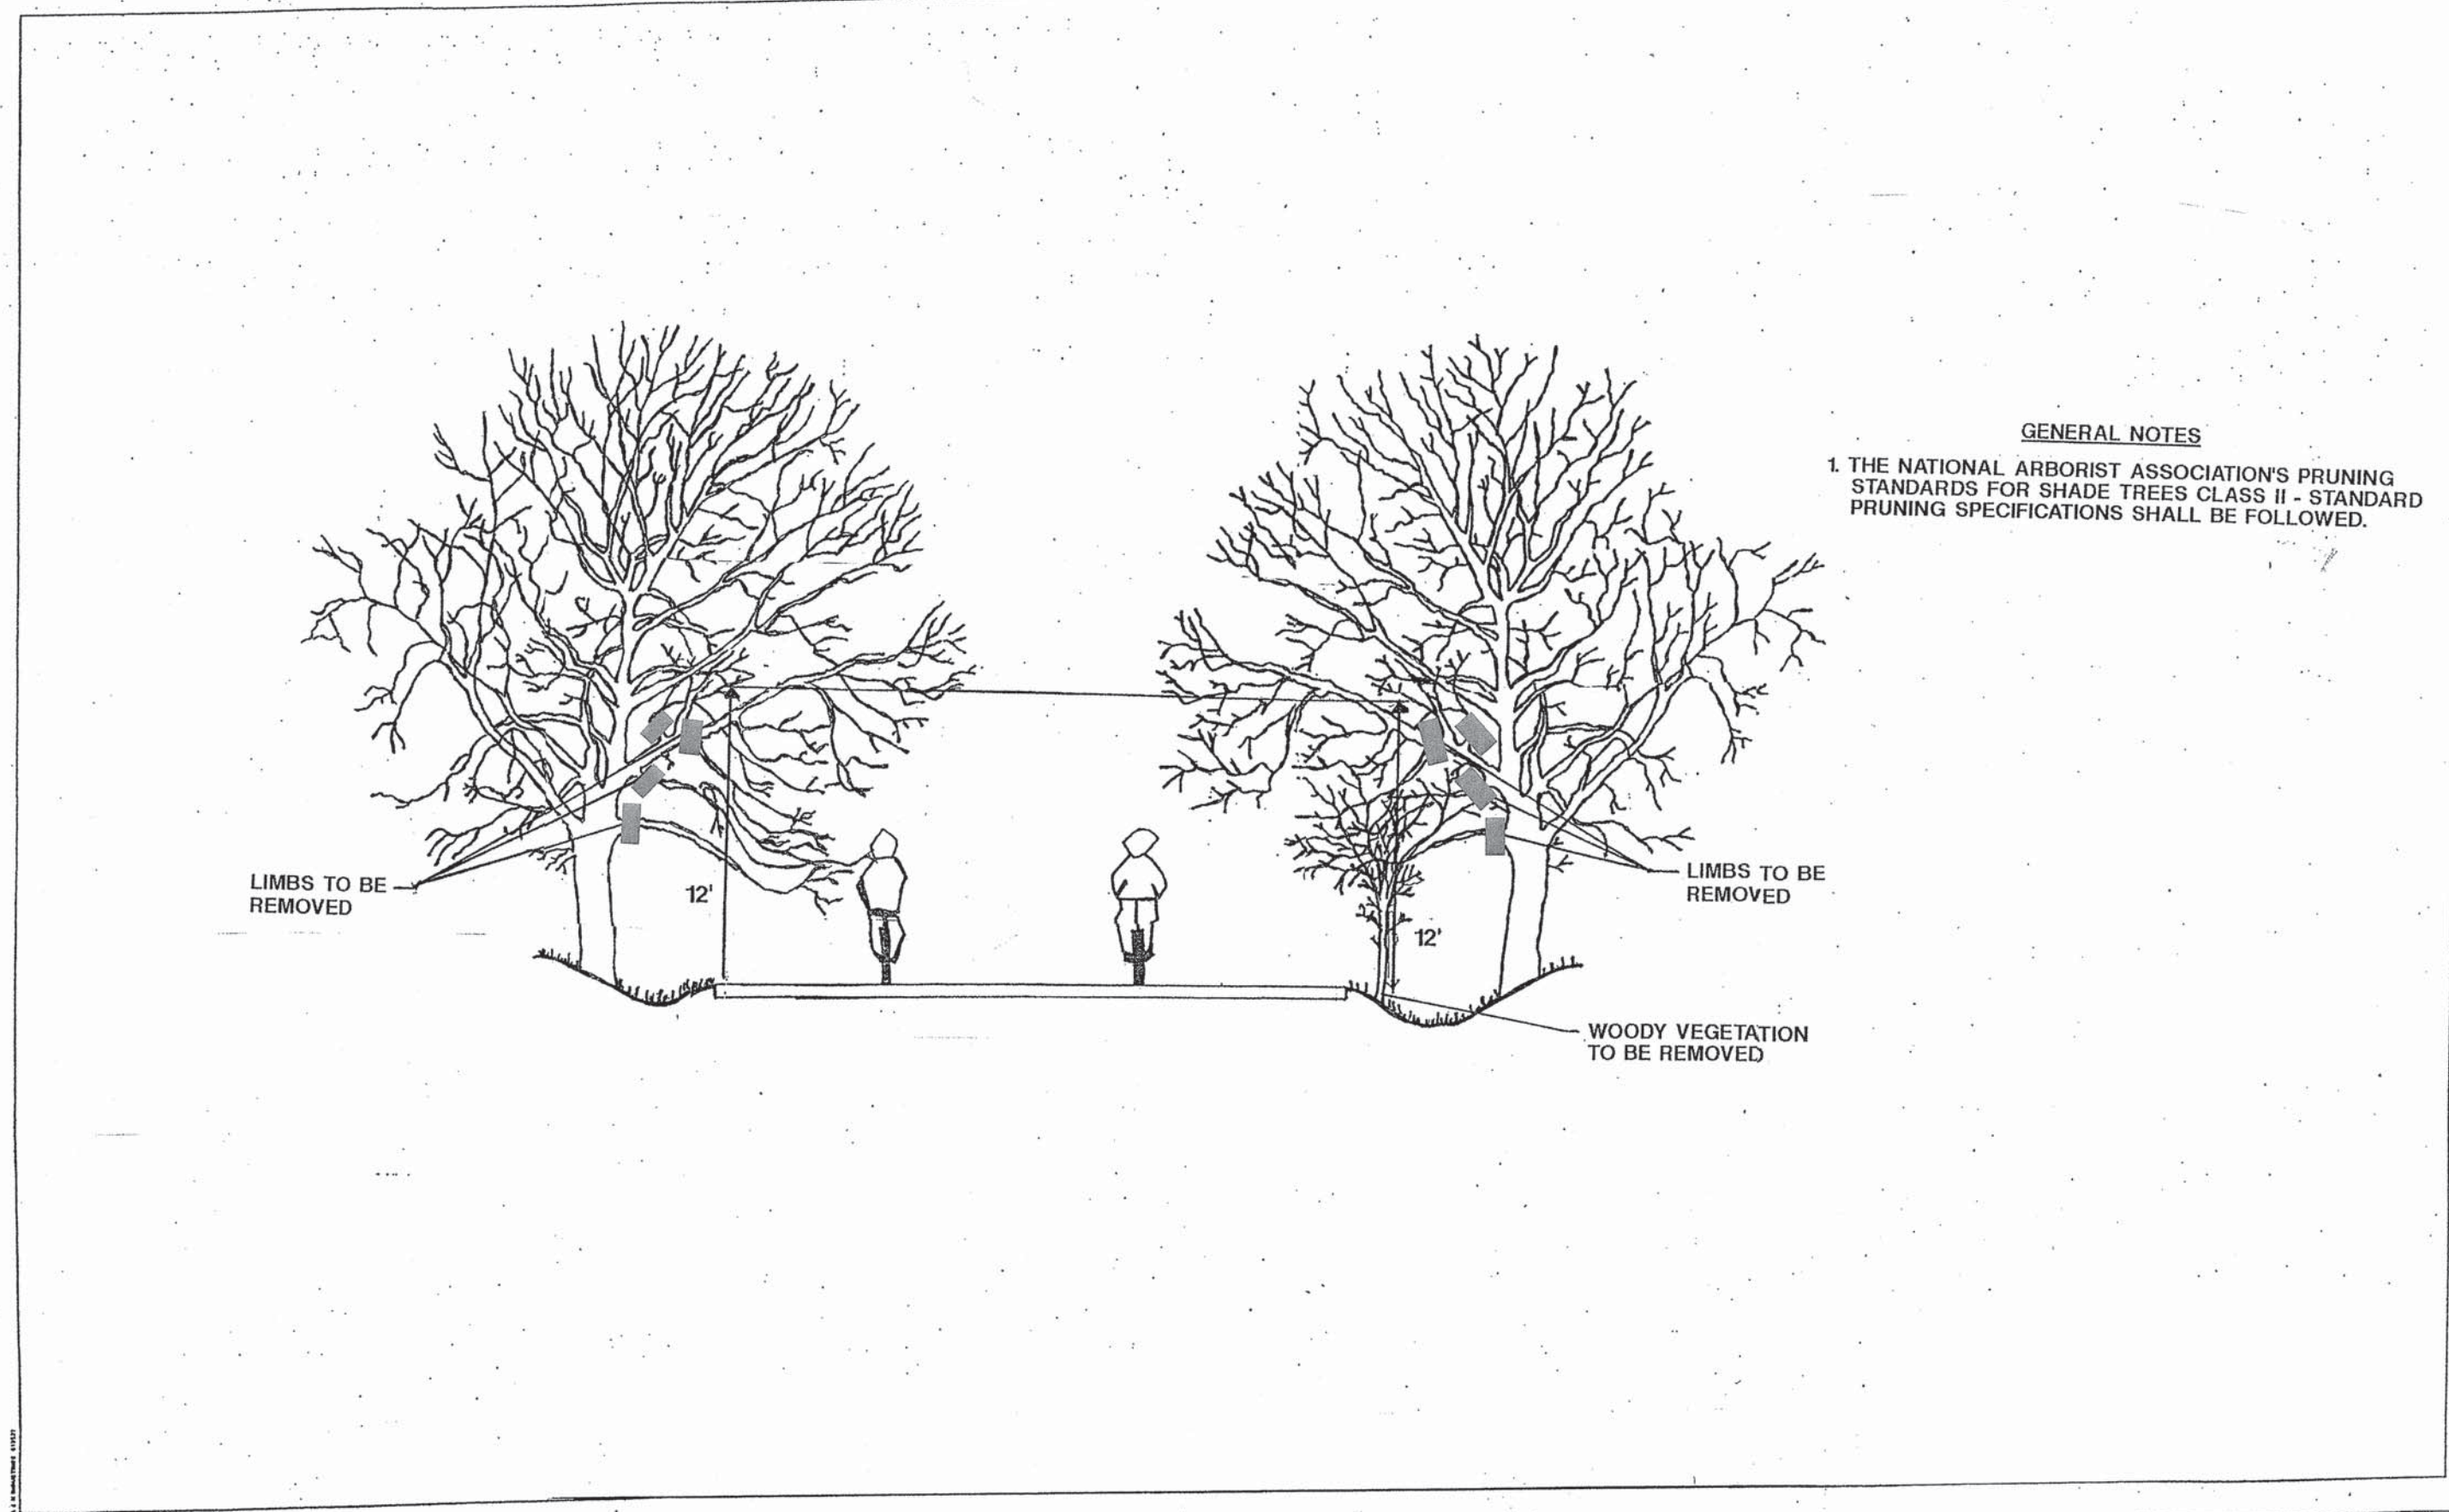 GENERAL NOTES
1. THE NATIONAL ARBORIST ASSOCIATION'S PRUNING
STANDARDS FOR SHADE TREES CLASS II - STANDARD
PRUNING SPECIFICATIONS SHALL BE FOLLOWED.
LIMBS TO BE
REMOVED
12'
12'
LIMBS TO BE
REMOVED
WOODY VEGETATION
TO BE REMOVED